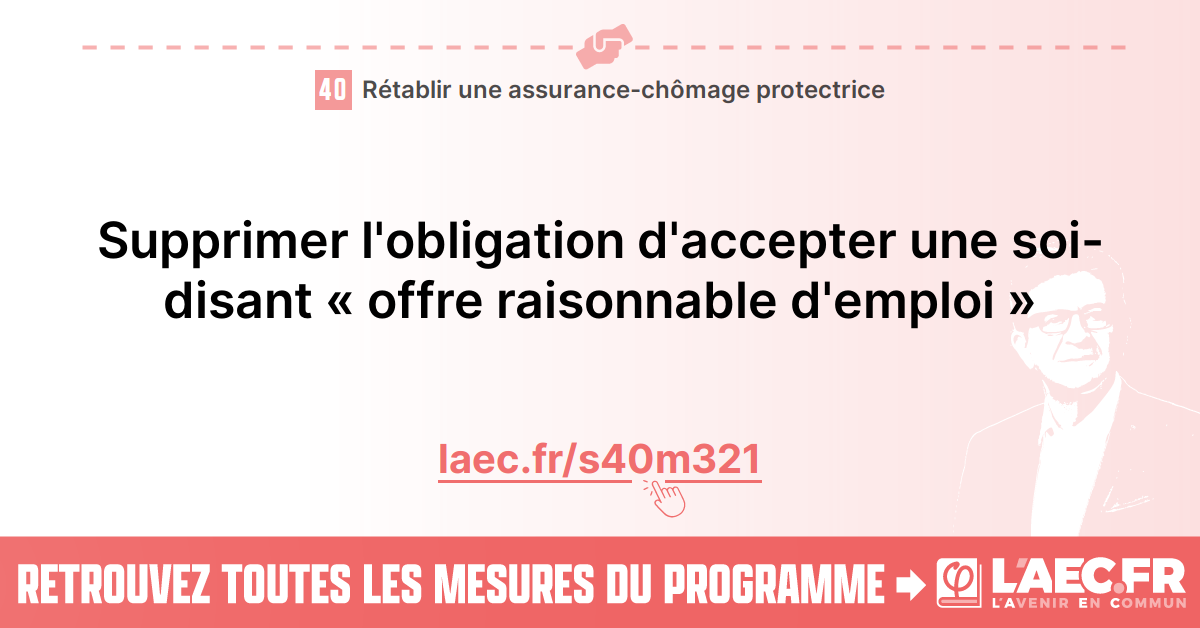 40 Rétablir une assurance-chômage protectrice
Supprimer l'obligation d'accepter une soi-
disant « offre raisonnable d'emploi »
laec.fr/s40m321
RETROUVEZ TOUTES LES MESURES DU PROGRAMME
φ L'AEC.FR
L'AVENIR EN COMMUN